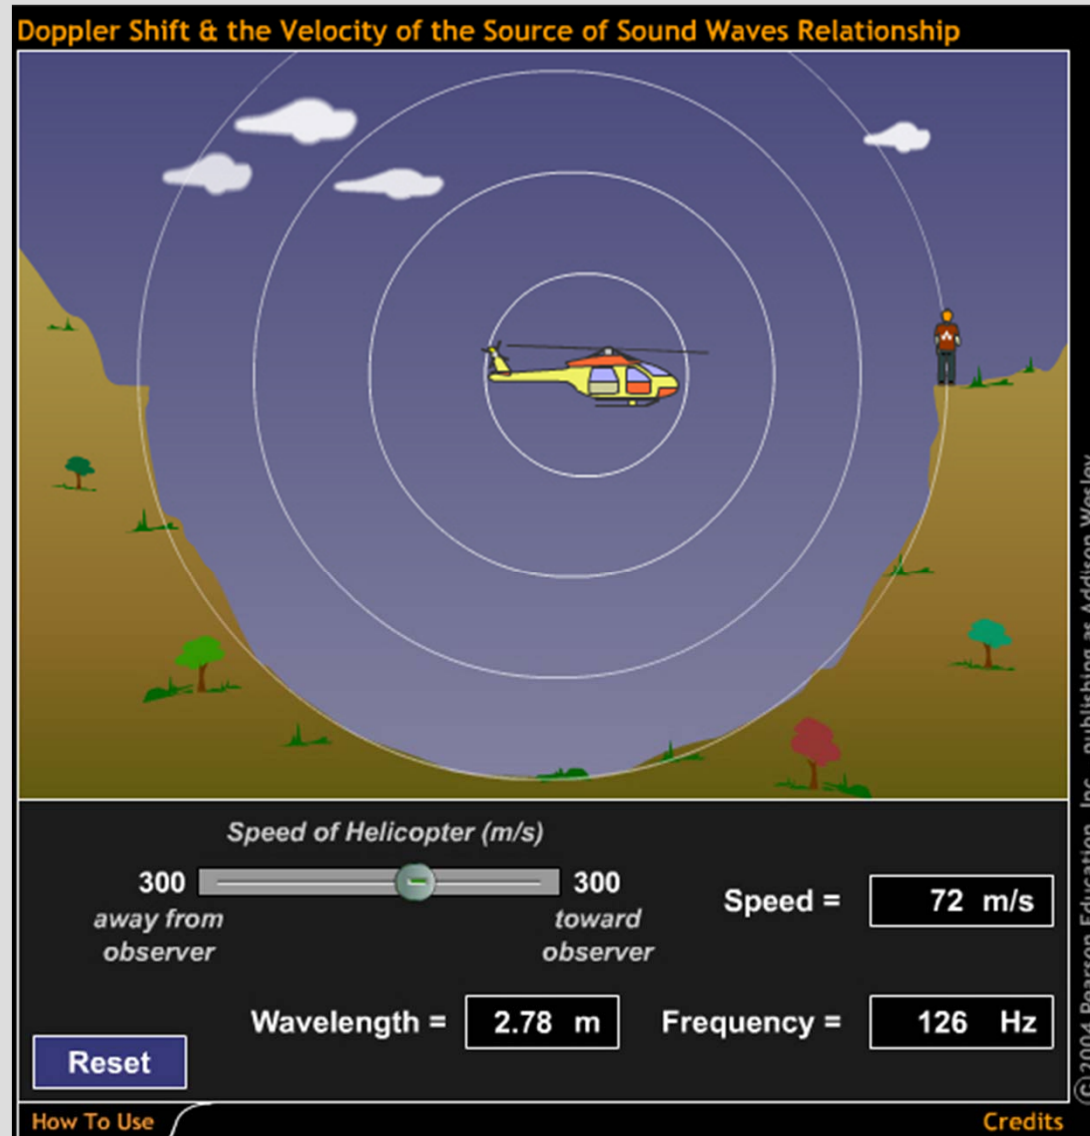 Doppler Shift & the Velocity of the Source of Sound Waves Relationship
Speed of Helicopter (m/s)
300
300
away from
observer
toward
observer
Speed =
72 m/s
Wavelength =
2.78 m
Frequency =
126 Hz
Reset
How To Use
Credits
©2004 Pearson Education, Inc., publishing as Addison Wesley